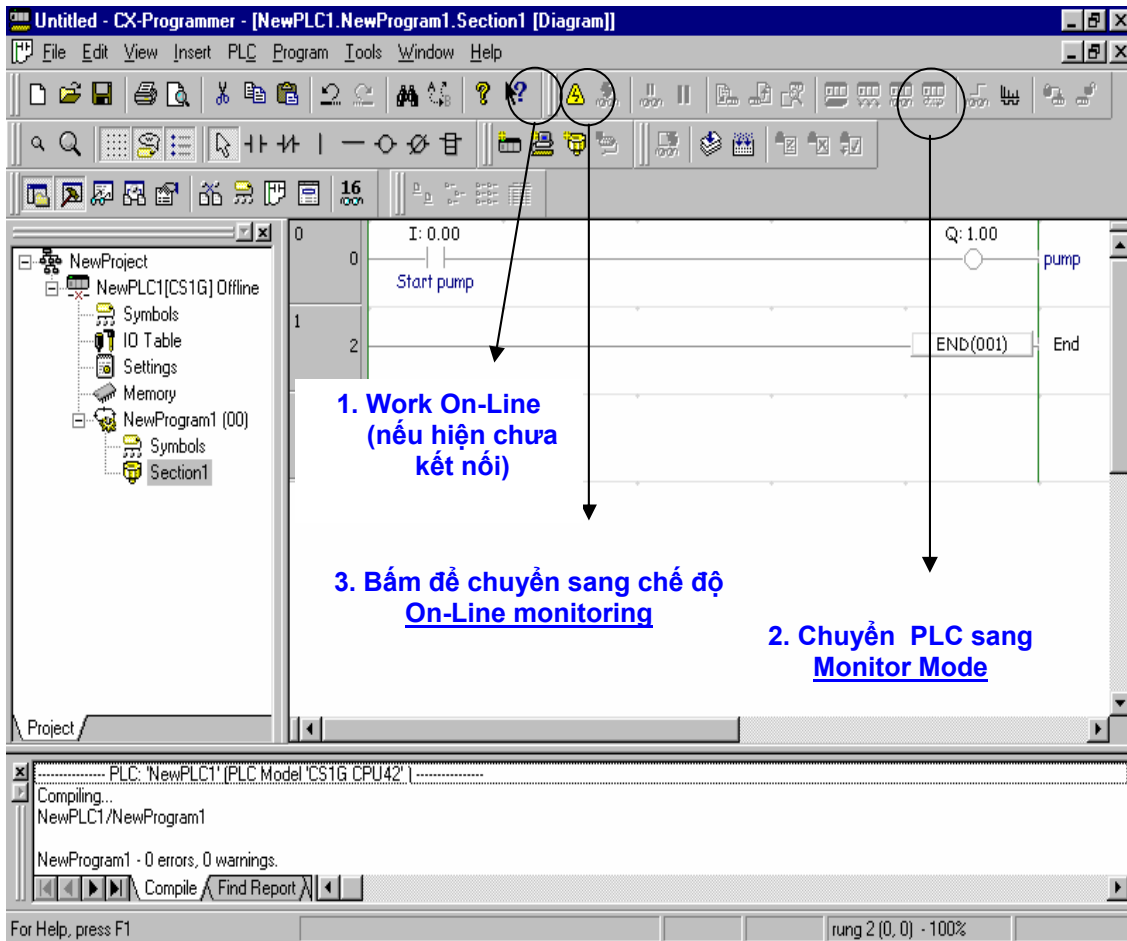 Untitled - CX-Programmer - [NewPLC1.NewProgram1.Section1 [Diagram]]
File Edit View Insert PLC Program Tools Window Help
16
0
0
I: 0.00
Start pump
Q: 1.00
pump
1
2
END(001)
End
NewProject
NewPLC1[CS1G] Offline
Symbols
IO Table
Settings
Memory
NewProgram1 (00)
Symbols
Section1
1. Work On-Line
(nếu hiện chưa
kết nối)
3. Bấm để chuyển sang chế độ
On-Line monitoring
2. Chuyển PLC sang
Monitor Mode
Project
---------------- PLC: 'NewPLC1' (PLC Model 'CS1G CPU42' ) ----------------
Compiling...
NewPLC1/NewProgram1
NewProgram1 - 0 errors, 0 warnings.
Compile Find Report
For Help, press F1
rung 2 (0, 0) - 100%